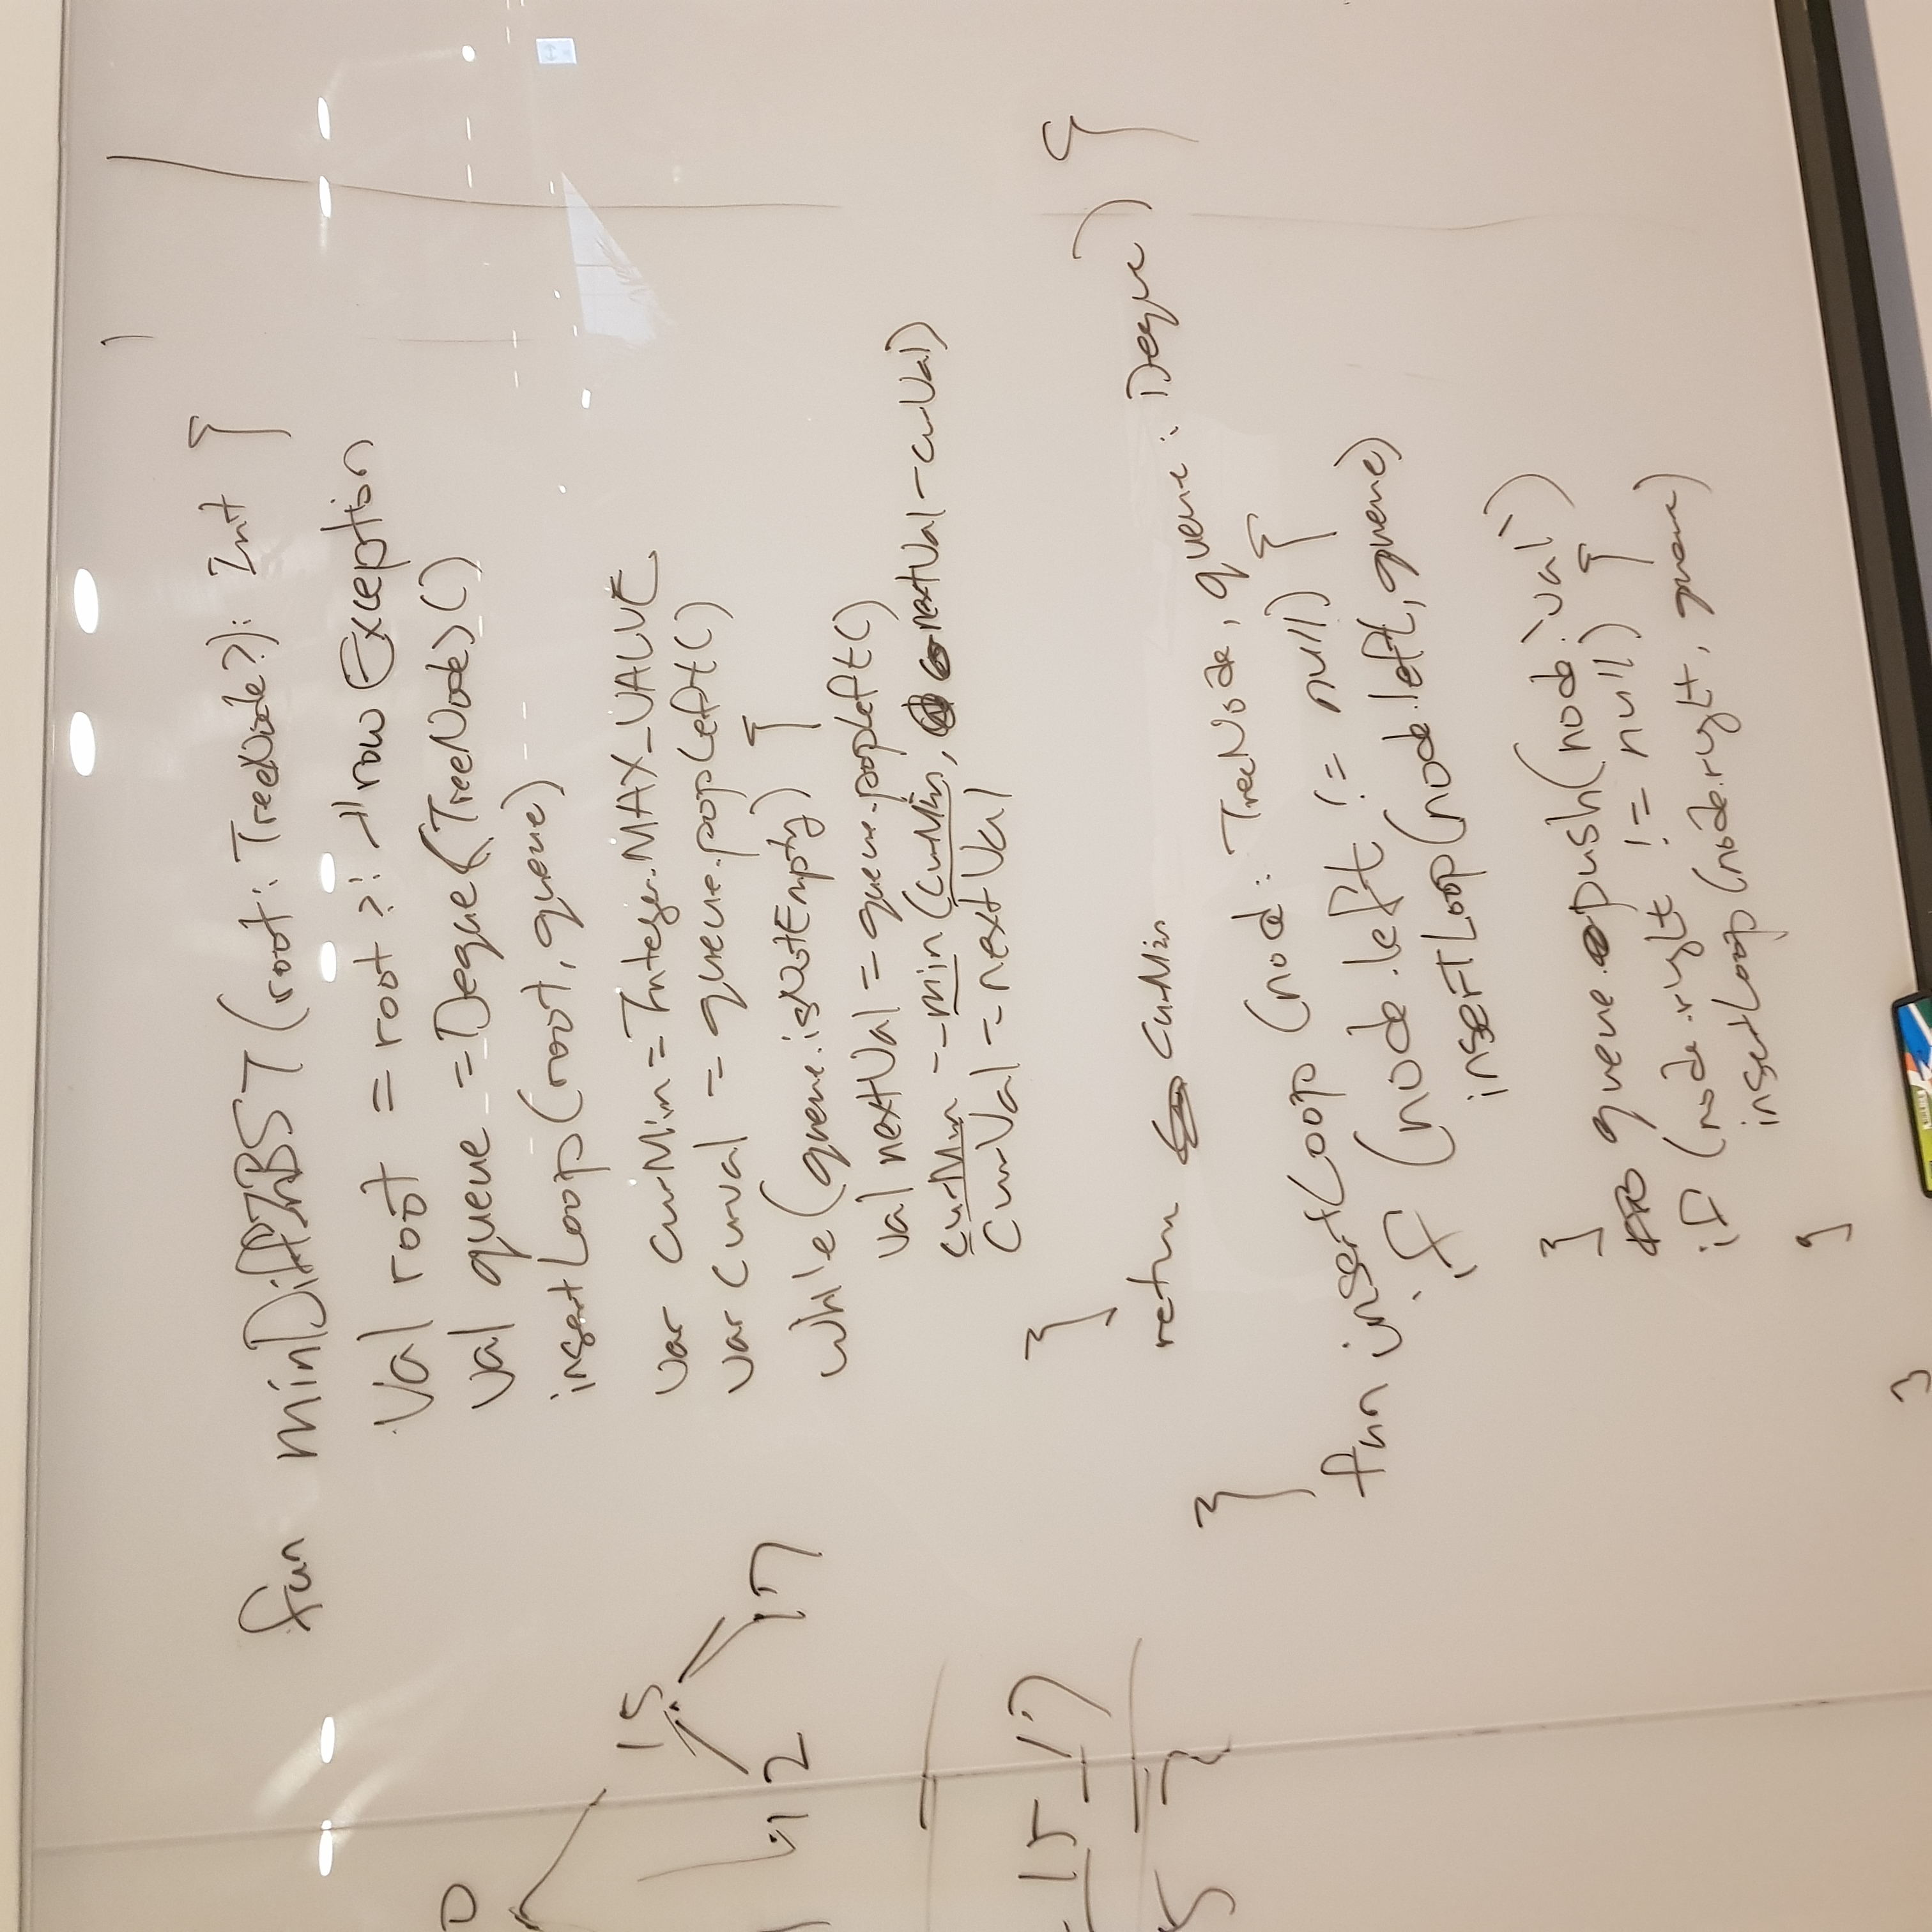 fun minDiffInBST (root: TreeNode?): Int {
val root = root ?: throw Exception
val queue = Deque<TreeNode>()
insertLoop(root, queue)
var curMin = Integer.MAX_VALUE
var curVal = queue.popLeft()
while (queue.isNotEmpty) {
val nextVal = queue.popLeft()
curMin = min(curMin, nextVal - curVal)
curVal = nextVal
}
return curMin
}
fun insertLoop (nod: TreeNode, queue: Deque) {
if (node.left != null) {
insertLoop(node.left, queue)
}
queue.push(node.`val`)
if (node.right != null) {
insertLoop(node.right, queue)
}
}
0
15
12 17
15 17
5 2